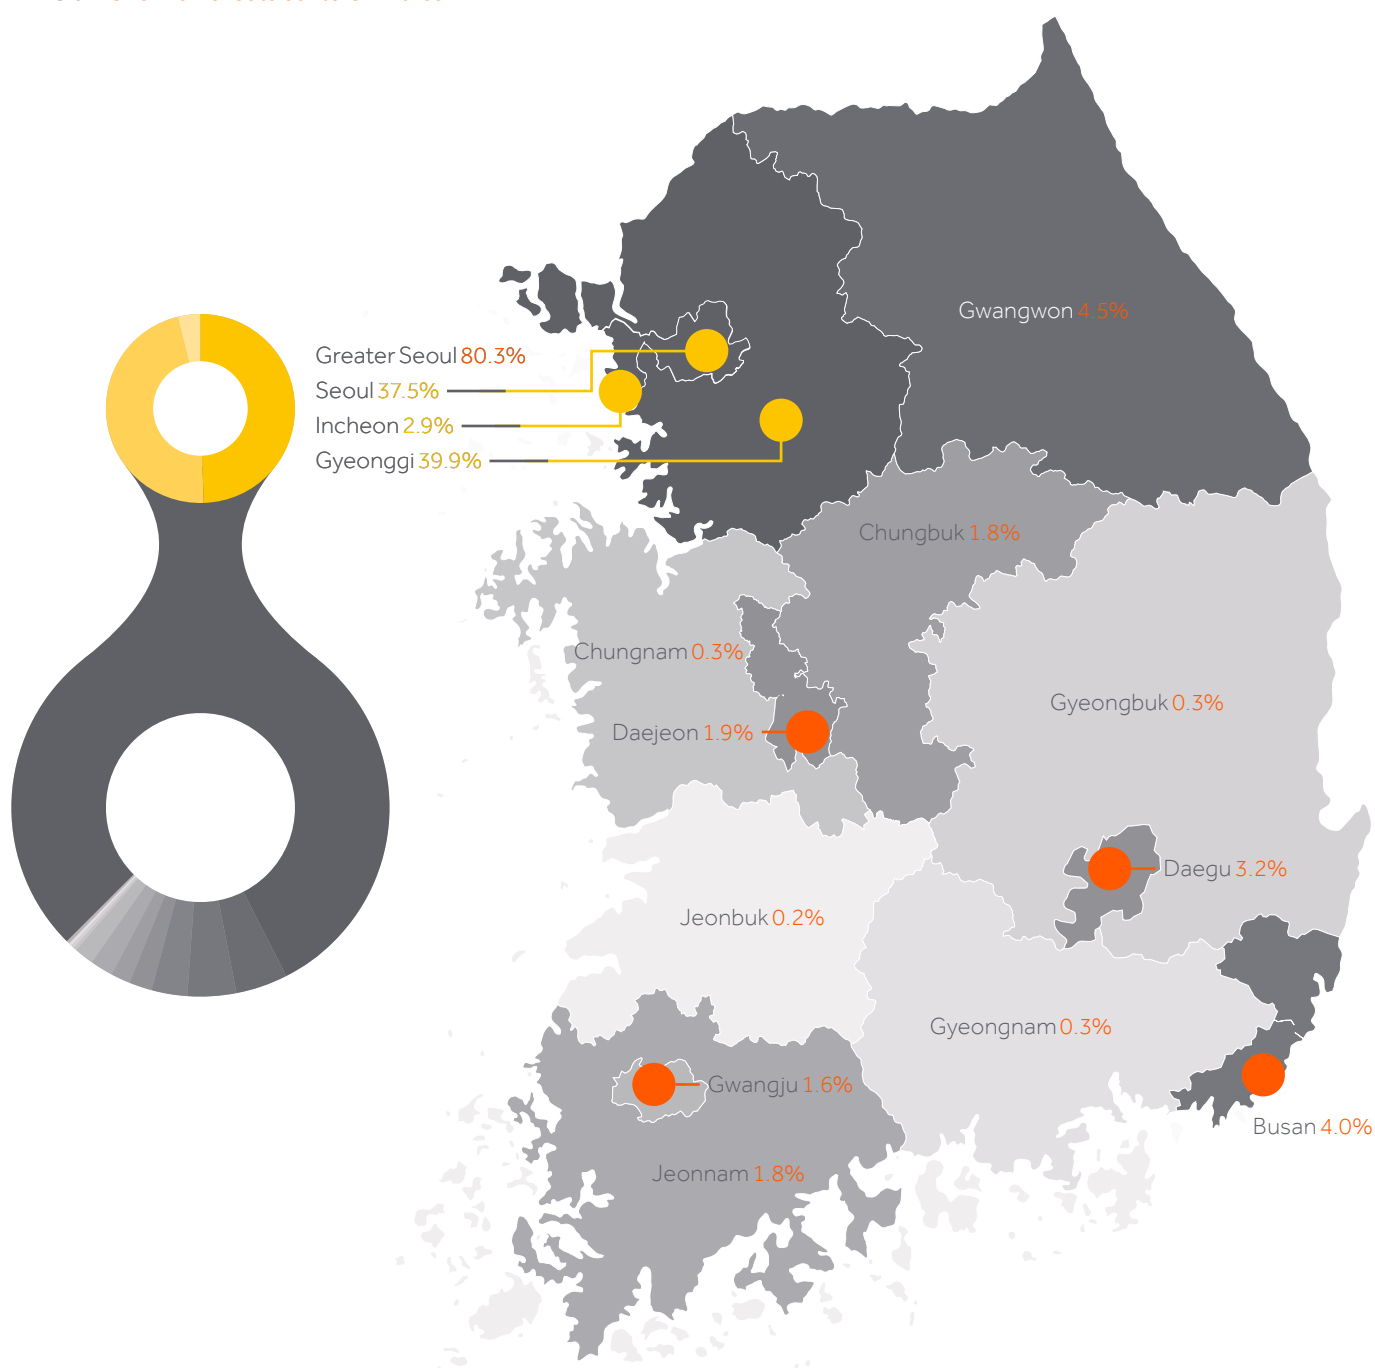 Greater Seoul 80.3%
Seoul 37.5%
Incheon 2.9%
Gyeonggi 39.9%
Gwangwon 4.5%
Chungbuk 1.8%
Chungnam 0.3%
Gyeongbuk 0.3%
Daejeon 1.9%
Daegu 3.2%
Jeonbuk 0.2%
Gyeongnam 0.3%
Gwangju 1.6%
Busan 4.0%
Jeonnam 1.8%